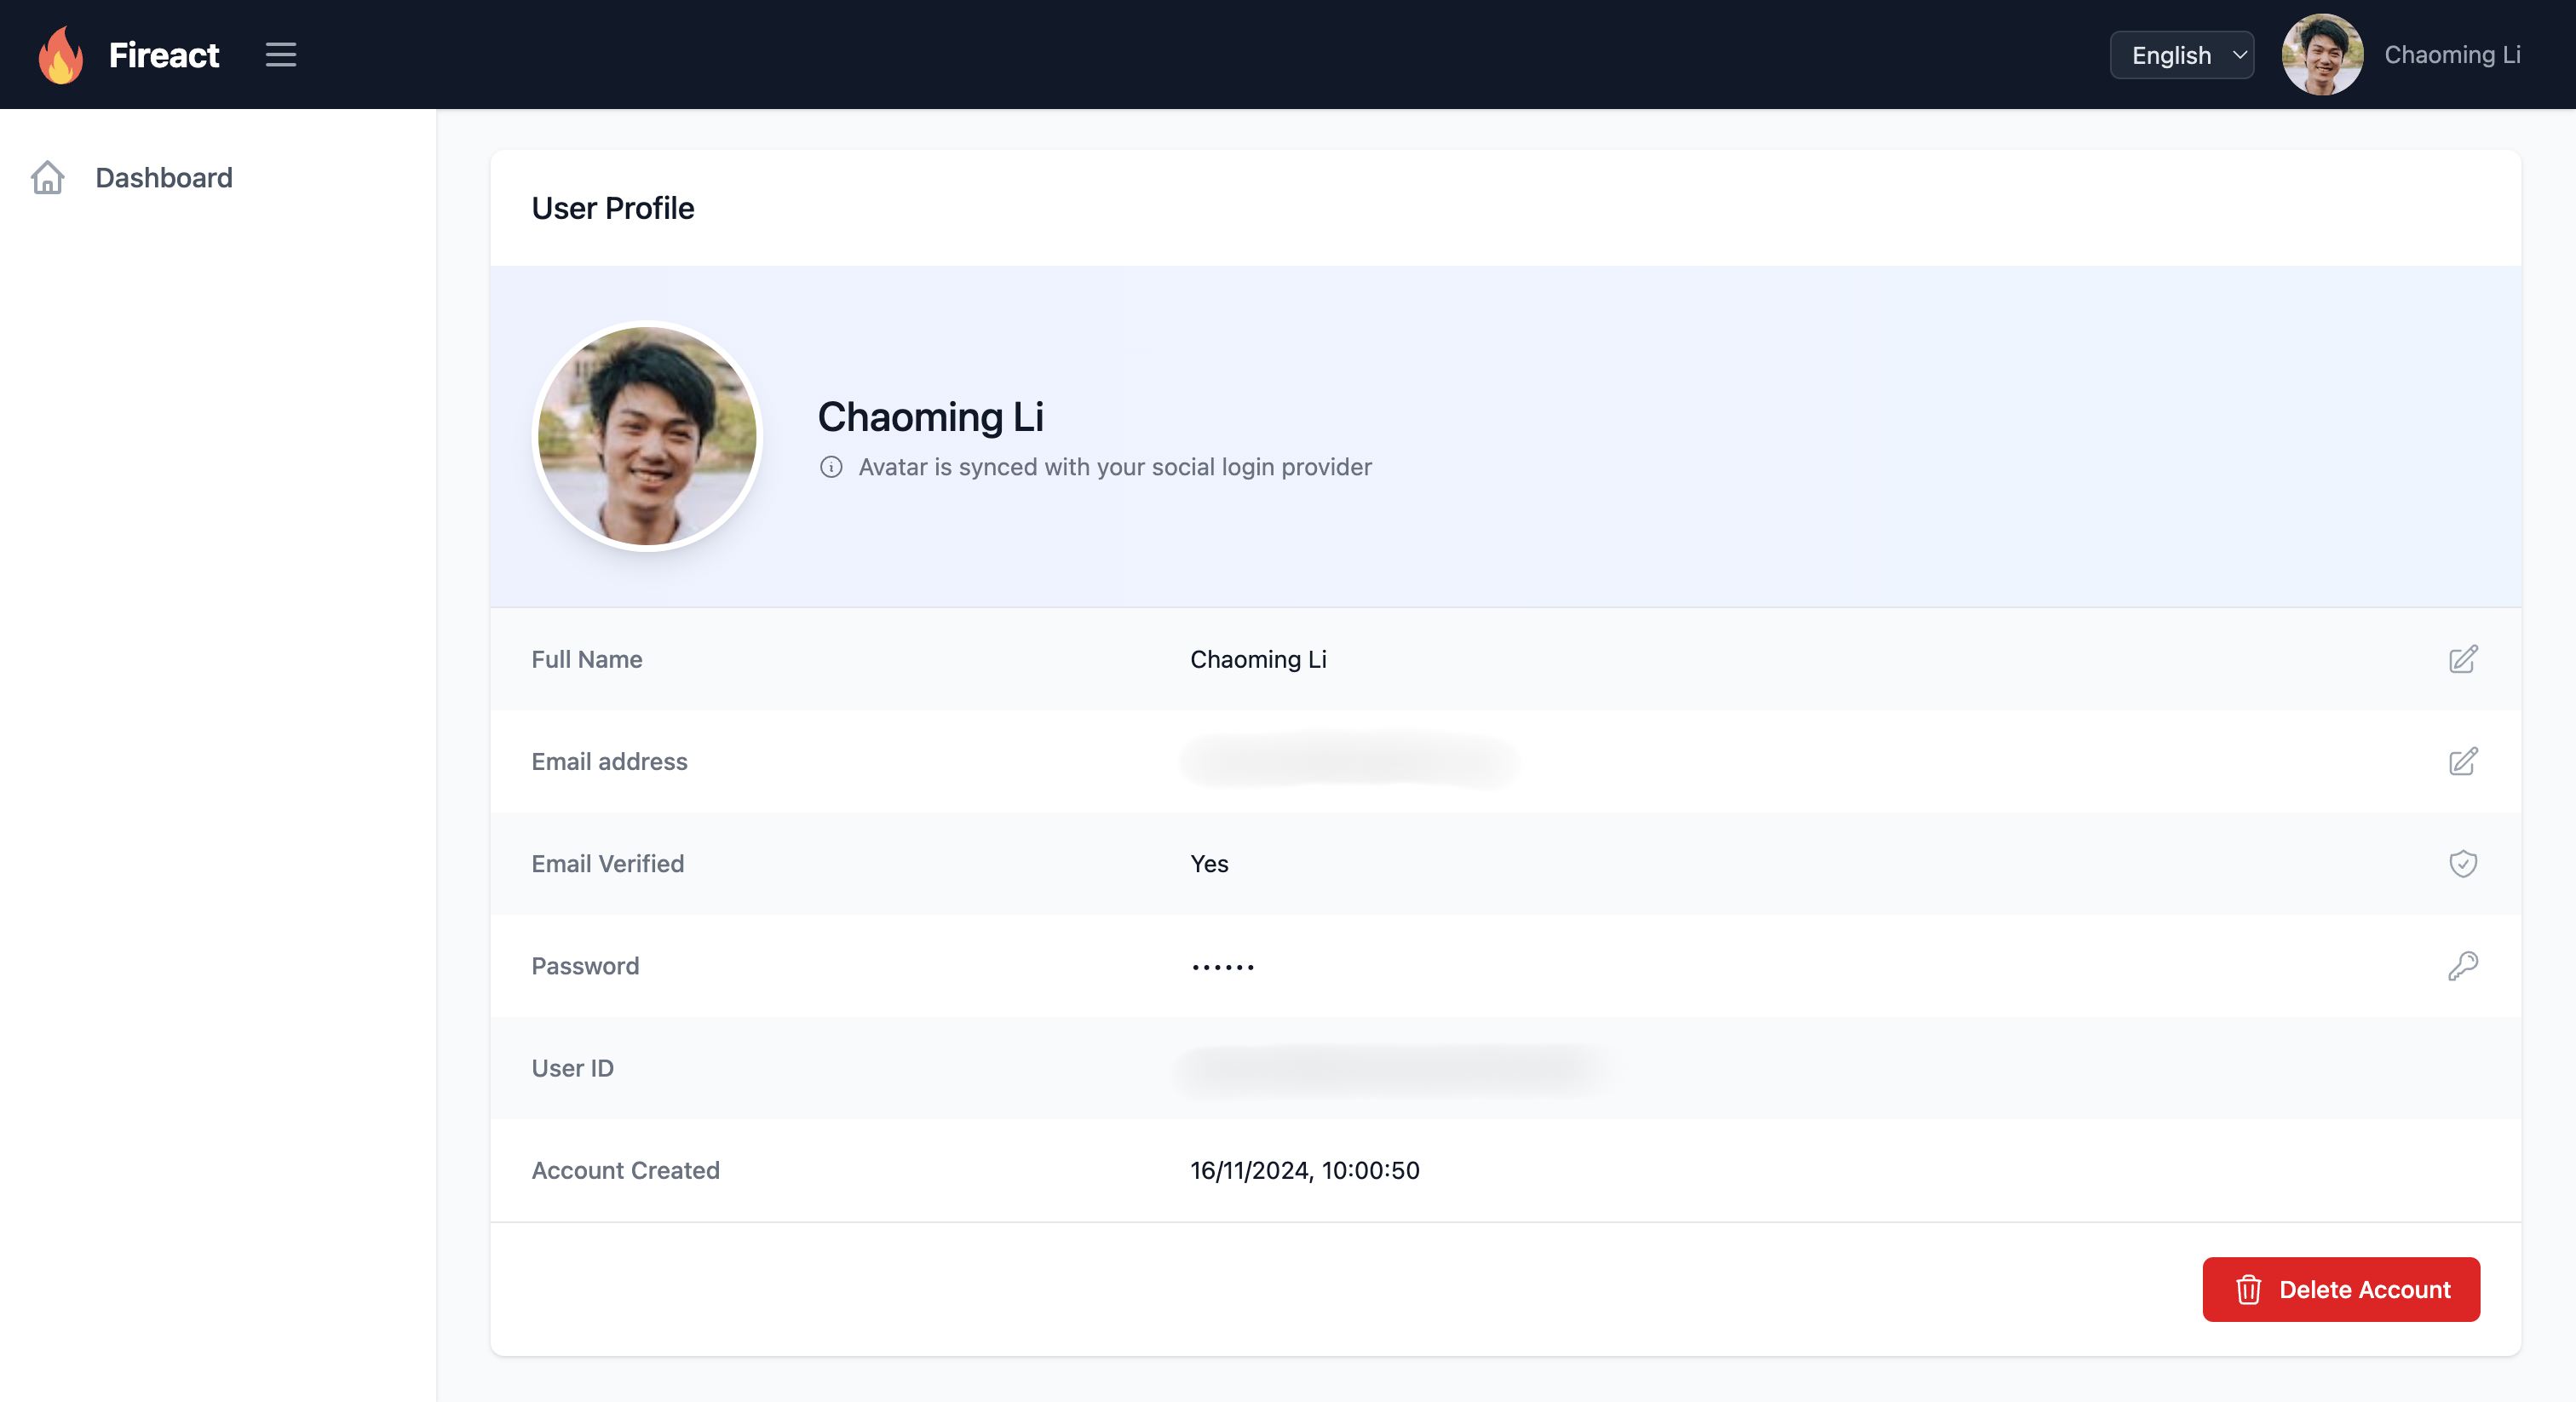 Fireact
English
Chaoming Li
Dashboard
User Profile
Chaoming Li
Avatar is synced with your social login provider
Full Name Chaoming Li
Email address
Email Verified Yes
Password ••••••
User ID
Account Created 16/11/2024, 10:00:50
Delete Account